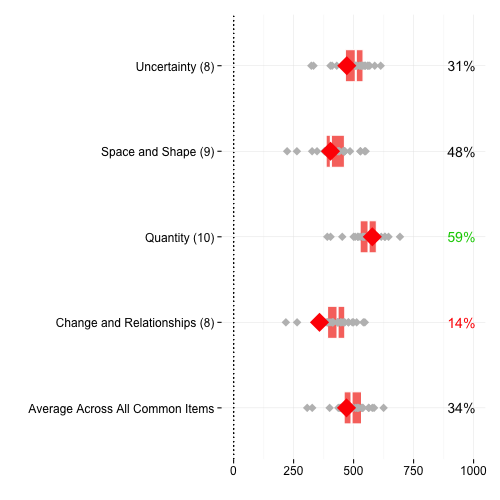 Uncertainty (8) 31%
Space and Shape (9) 48%
Quantity (10) 59%
Change and Relationships (8) 14%
Average Across All Common Items 34%
0 250 500 750 1000